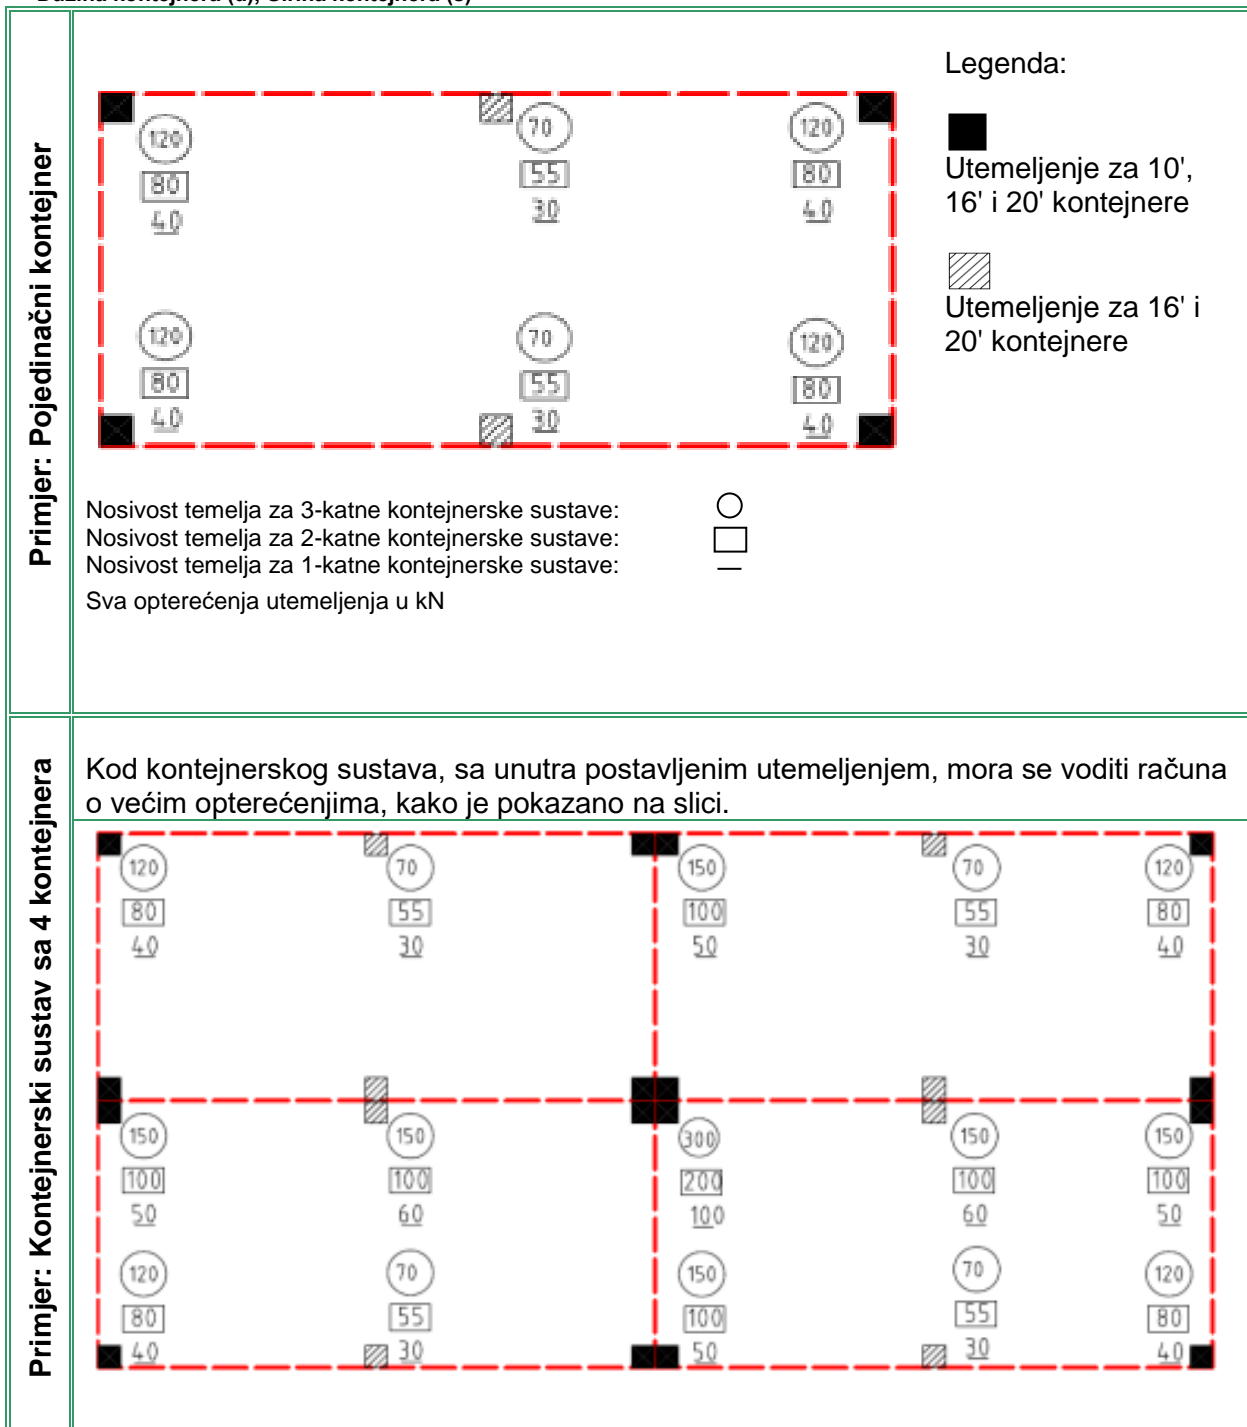 Primjer: Pojedinačni kontejner
Legenda:
Utemeljenje za 10',
16' i 20' kontejnere
Utemeljenje za 16' i
20' kontejnere
120 70 120
80 55 80
40 30 40
120 70 120
80 55 80
40 30 40
Nosivost temelja za 3-katne kontejnerske sustave:
Nosivost temelja za 2-katne kontejnerske sustave:
Nosivost temelja za 1-katne kontejnerske sustave:
Sva opterećenja utemeljenja u kN
Primjer: Kontejnerski sustav sa 4 kontejnera
Kod kontejnerskog sustava, sa unutra postavljenim utemeljenjem, mora se voditi računa
o većim opterećenjima, kako je pokazano na slici.
120 70 150 70 120
80 55 100 55 80
40 30 50 30 40
150 150 300 150 150
100 100 200 100 100
50 60 100 60 50
120 70 150 70 120
80 55 100 55 80
40 30 50 30 40